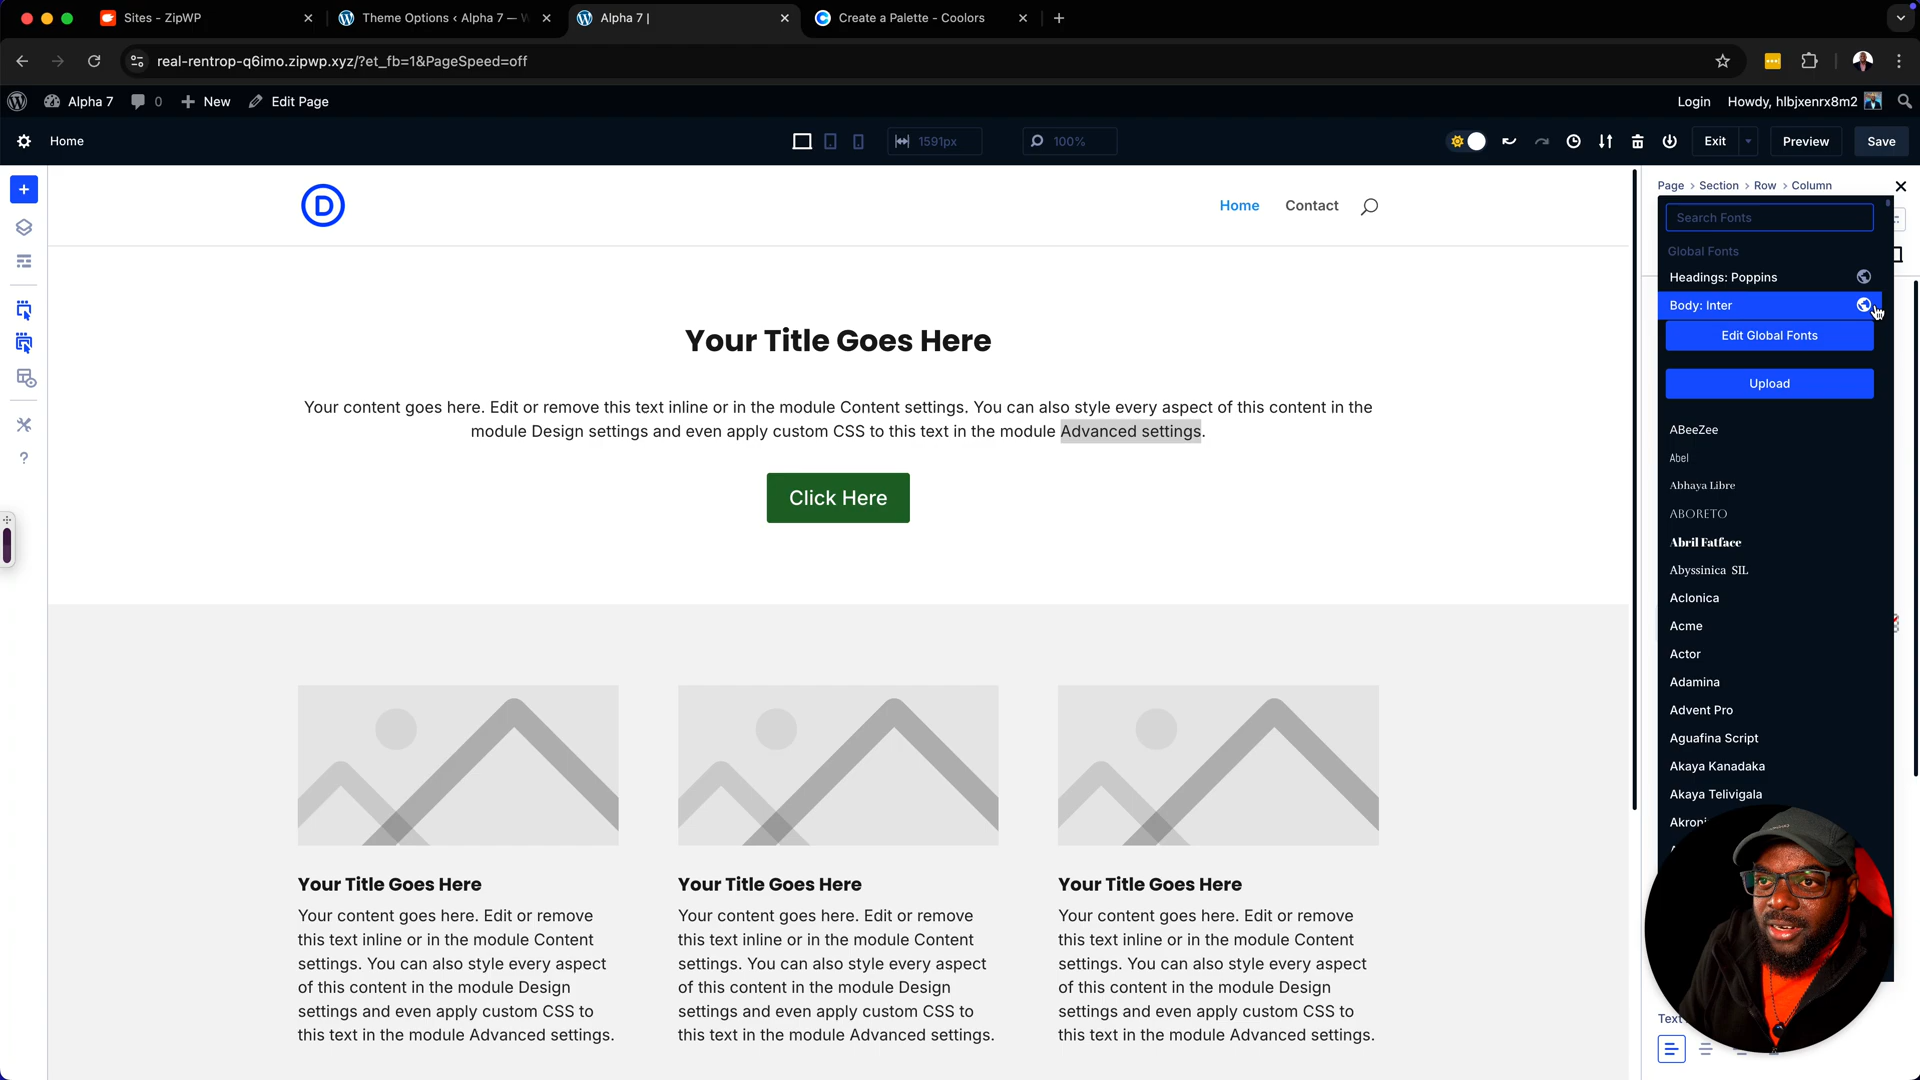 Sites - ZipWP
Theme Options ‹ Alpha 7 — W
Alpha 7 |
Create a Palette - Coolors
real-rentrop-q6imo.zipwp.xyz/?et_fb=1&PageSpeed=off
Alpha 7
0
New
Edit Page
Login
Howdy, hlbjxenrx8m2
Home
1591px
100%
Exit
Preview
Save
D
Home
Contact
Page > Section > Row > Column
Search Fonts
Global Fonts
Headings: Poppins
Body: Inter
Edit Global Fonts
Upload
ABeeZee
Abel
Abhaya Libre
ABORETO
Abril Fatface
Abyssinica SIL
Aclonica
Acme
Actor
Adamina
Advent Pro
Aguafina Script
Akaya Kanadaka
Akaya Telivigala
Text
Your Title Goes Here
Your content goes here. Edit or remove this text inline or in the module Content settings. You can also style every aspect of this content in the
module Design settings and even apply custom CSS to this text in the module Advanced settings.
Click Here
Your Title Goes Here
Your content goes here. Edit or remove
this text inline or in the module Content
settings. You can also style every aspect
of this content in the module Design
settings and even apply custom CSS to
this text in the module Advanced settings.
Your Title Goes Here
Your content goes here. Edit or remove
this text inline or in the module Content
settings. You can also style every aspect
of this content in the module Design
settings and even apply custom CSS to
this text in the module Advanced settings.
Your Title Goes Here
Your content goes here. Edit or remove
this text inline or in the module Content
settings. You can also style every aspect
of this content in the module Design
settings and even apply custom CSS to
this text in the module Advanced settings.